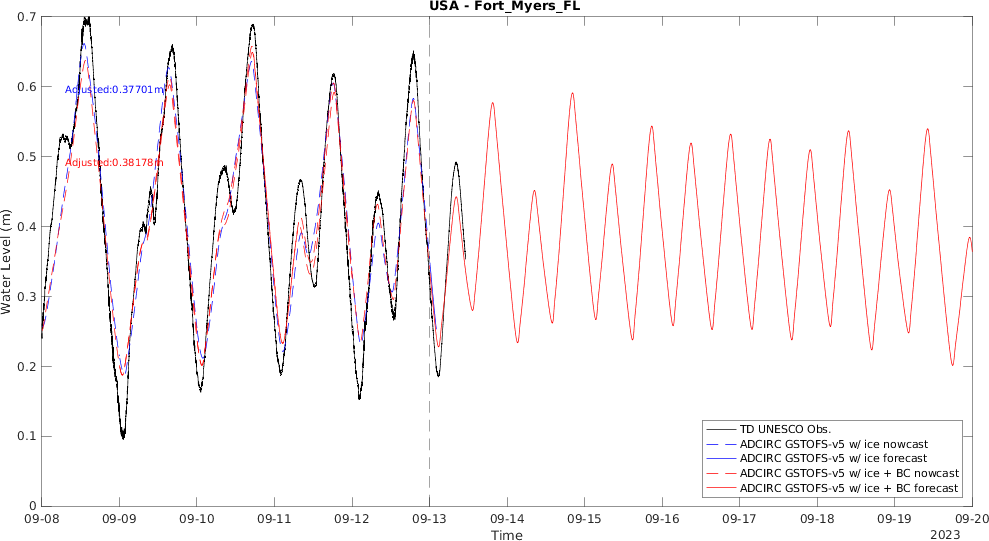 USA - Fort_Myers_FL
0.7
0.6
0.5
0.4
0.3
0.2
0.1
0
Water Level (m)
Adjusted:0.37701m
Adjusted:0.38178m
TD UNESCO Obs.
ADCIRC GSTOFS-v5 w/ ice nowcast
ADCIRC GSTOFS-v5 w/ ice forecast
ADCIRC GSTOFS-v5 w/ ice + BC nowcast
ADCIRC GSTOFS-v5 w/ ice + BC forecast
09-08 09-09 09-10 09-11 09-12 09-13 09-14 09-15 09-16 09-17 09-18 09-19 09-20
Time
2023